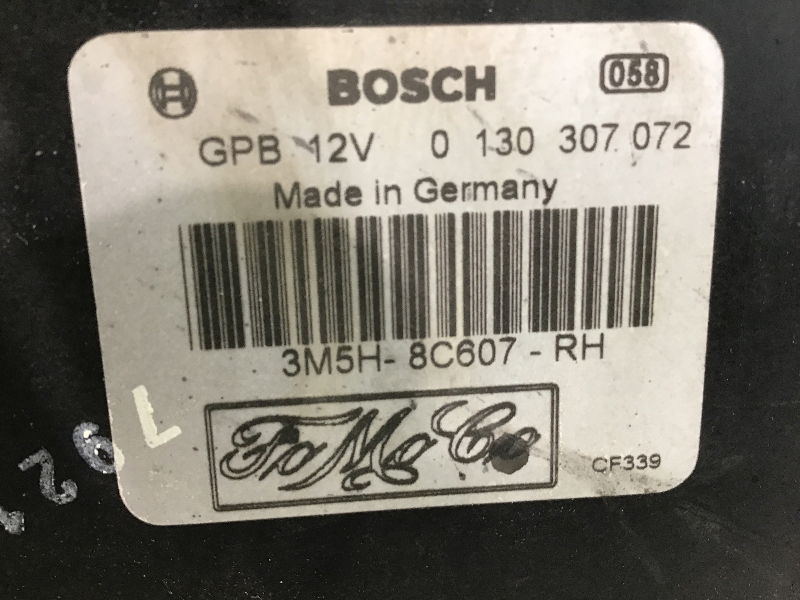 BOSCH 058
GPB 12V 0 130 307 072
Made in Germany
3M5H- 8C607 - RH
FoMoCo
CF339